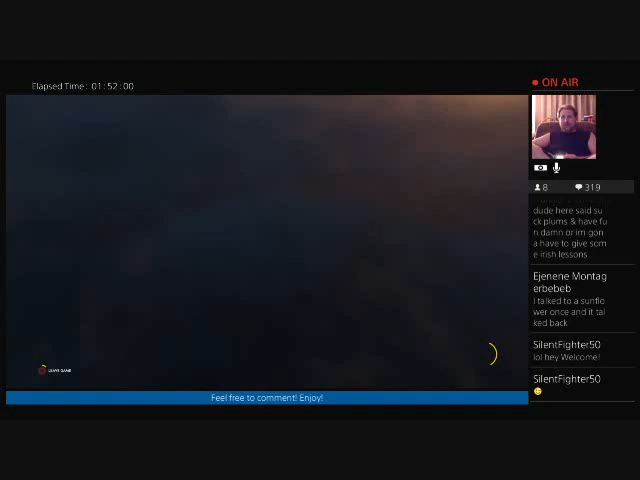 Elapsed Time: 01:52:00
ON AIR
8
319
dude here said su
ck plums & have fu
n damn or im gon
a have to give som
e irish lessons
Ejenene Montag
erbebeb
I talked to a sunflo
wer once and it tal
ked back
SilentFighter50
lol hey Welcome!
SilentFighter50
LEAVE GAME
Feel free to comment! Enjoy!